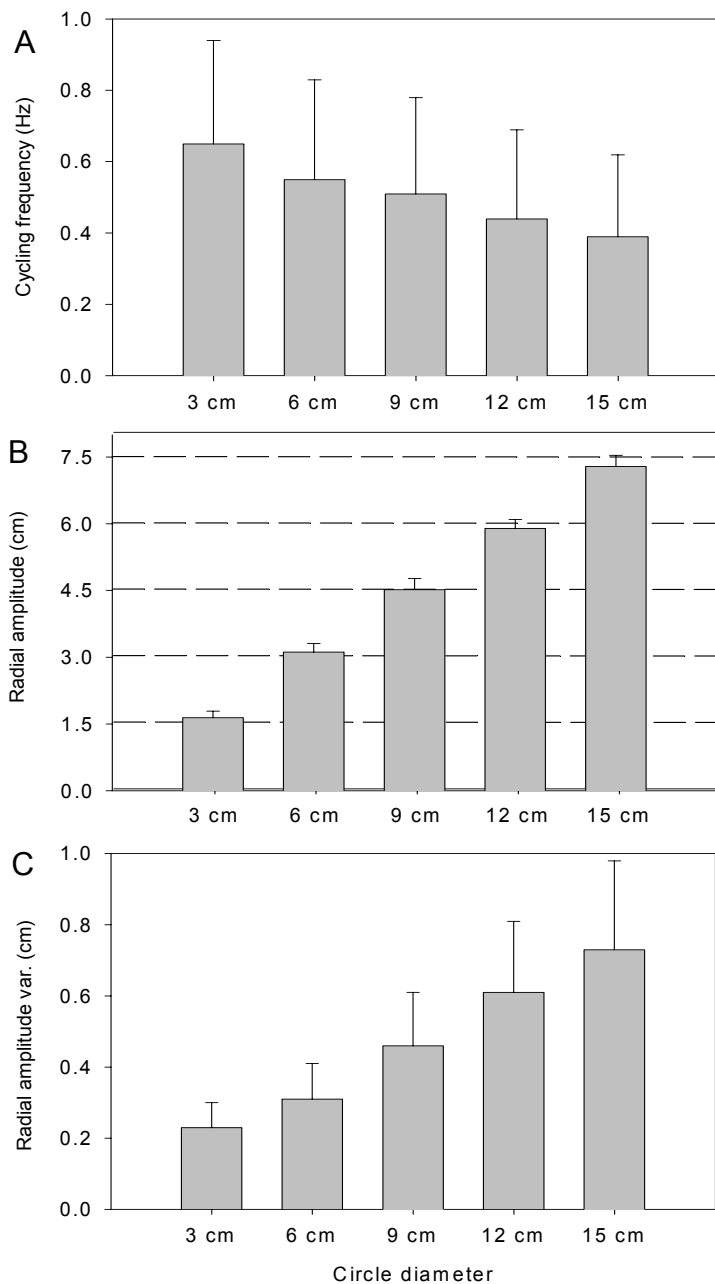 A
Cycling frequency (Hz)
1.0
0.8
0.6
0.4
0.2
0.0
3 cm 6 cm 9 cm 12 cm 15 cm
B
Radial amplitude (cm)
7.5
6.0
4.5
3.0
1.5
0.0
3 cm 6 cm 9 cm 12 cm 15 cm
C
Radial amplitude var. (cm)
1.0
0.8
0.6
0.4
0.2
0.0
3 cm 6 cm 9 cm 12 cm 15 cm
Circle diameter